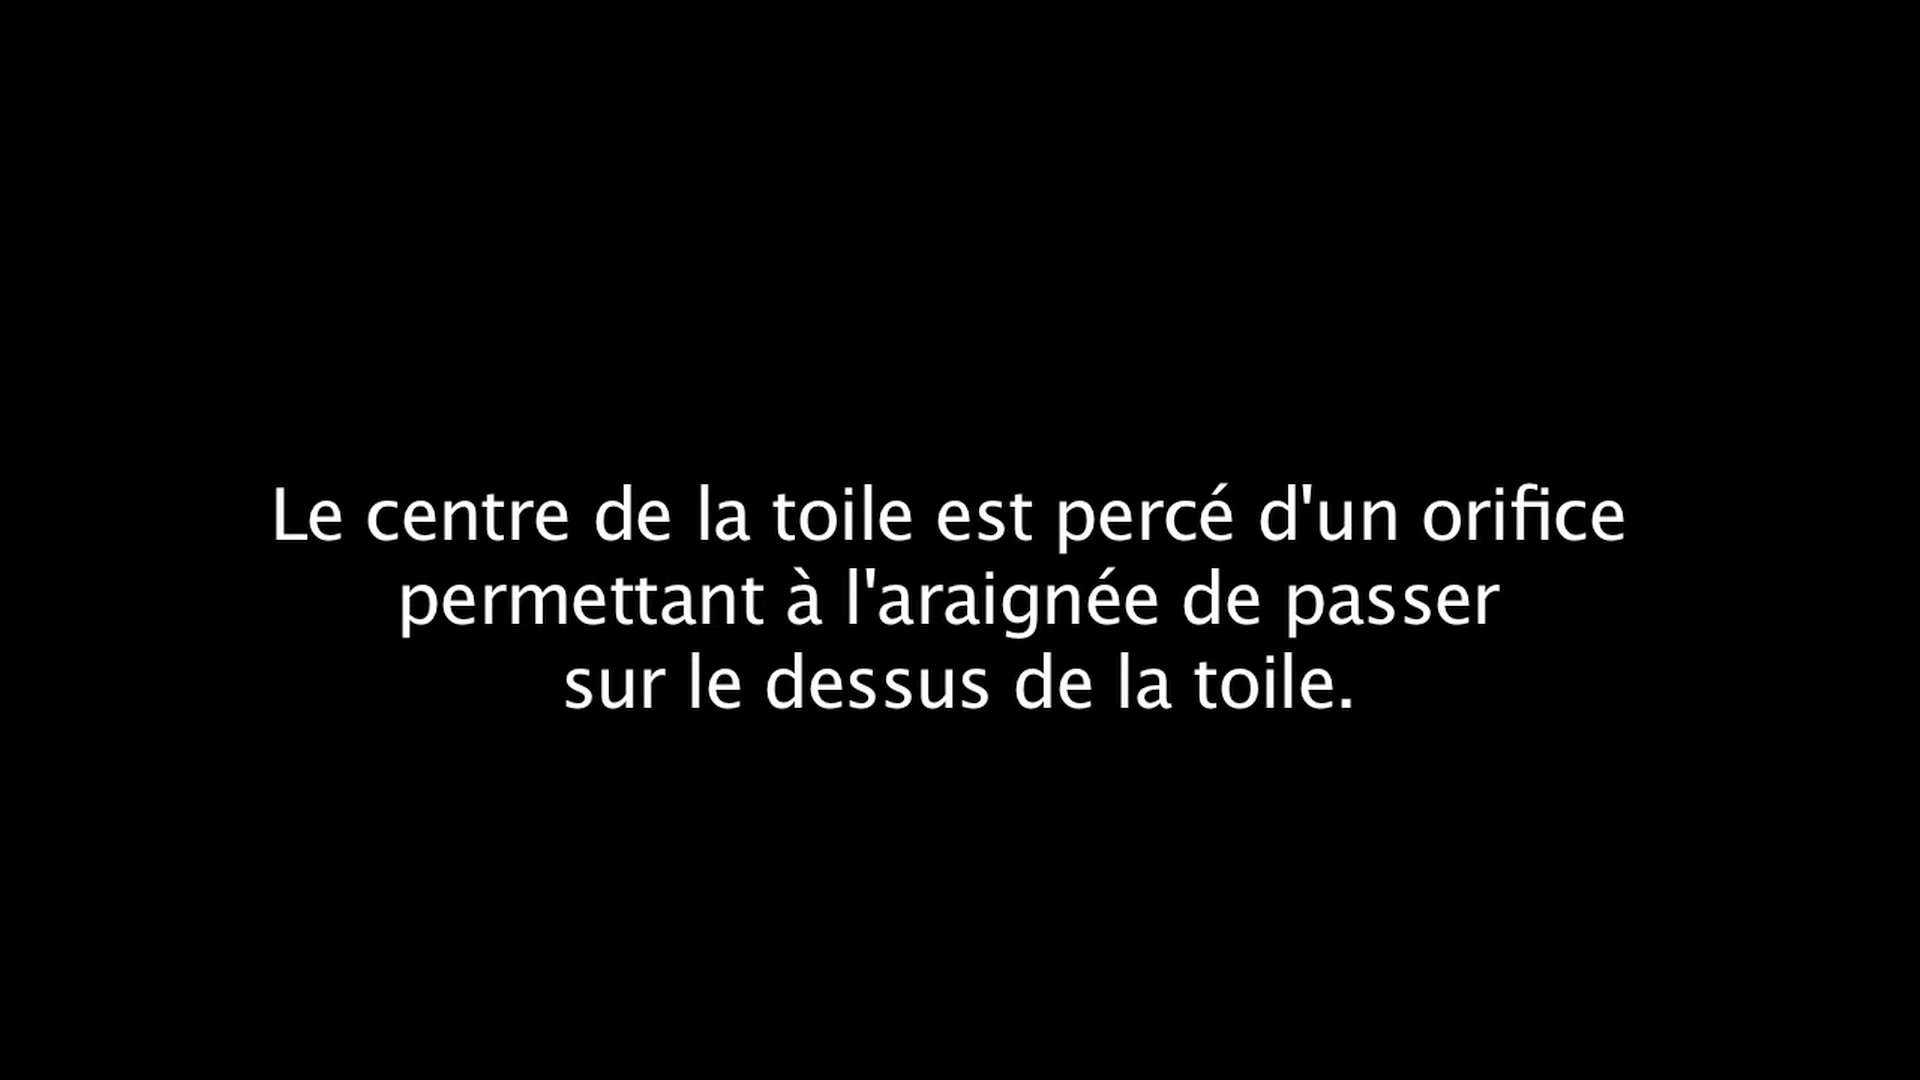 Le centre de la toile est percé d'un orifice
permettant à l'araignée de passer
sur le dessus de la toile.